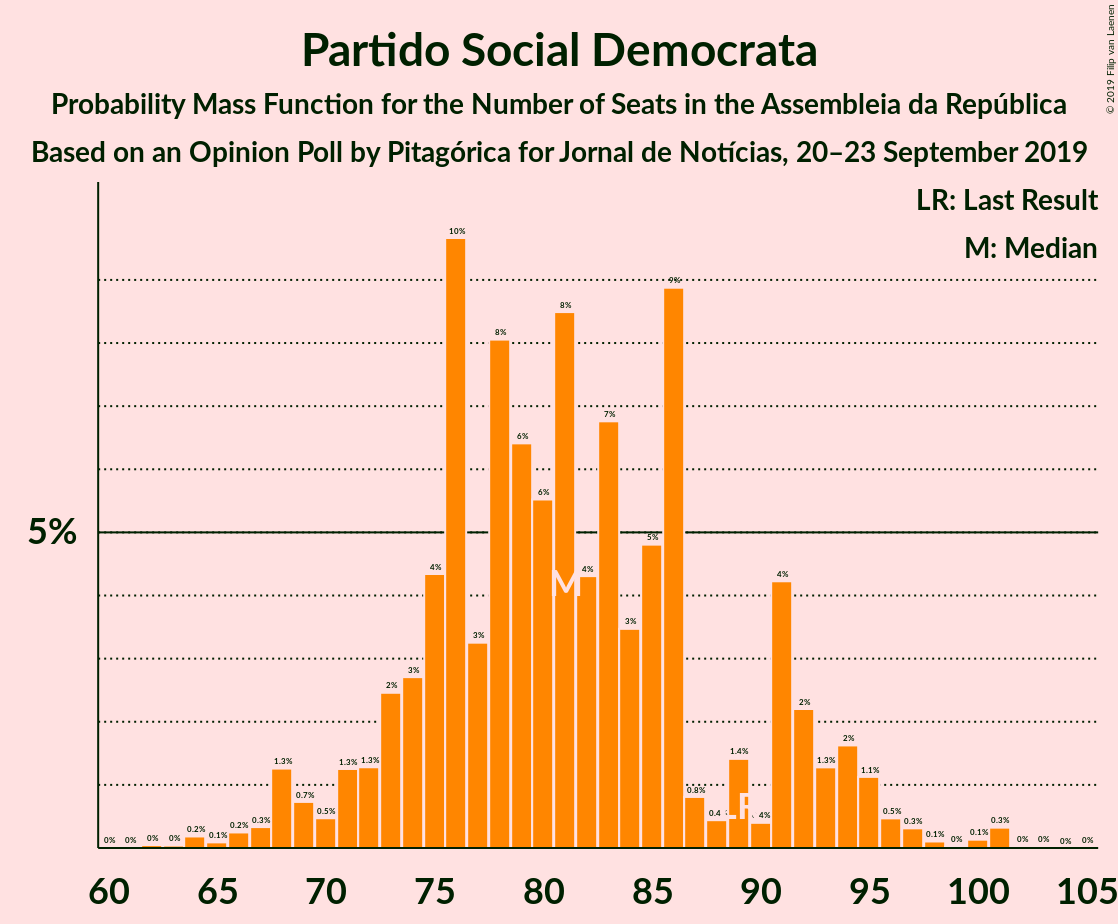 © 2019 Filip van Laenen
Partido Social Democrata
Probability Mass Function for the Number of Seats in the Assembleia da República
Based on an Opinion Poll by Pitagórica for Jornal de Notícias, 20–23 September 2019
LR: Last Result
M: Median
5%
0% 0% 0% 0% 0.2% 0.1% 0.2% 0.3% 1.3% 0.7% 0.5% 1.3% 1.3% 2% 3% 4% 10% 3% 8% 6% 6% 8% 4% 7% 3% 5% 9% 0.8% 0.4 1.4% 4% 4% 2% 1.3% 2% 1.1% 0.5% 0.3% 0.1% 0% 0.1% 0.3% 0% 0% 0% 0%
M
LR
60 65 70 75 80 85 90 95 100 105